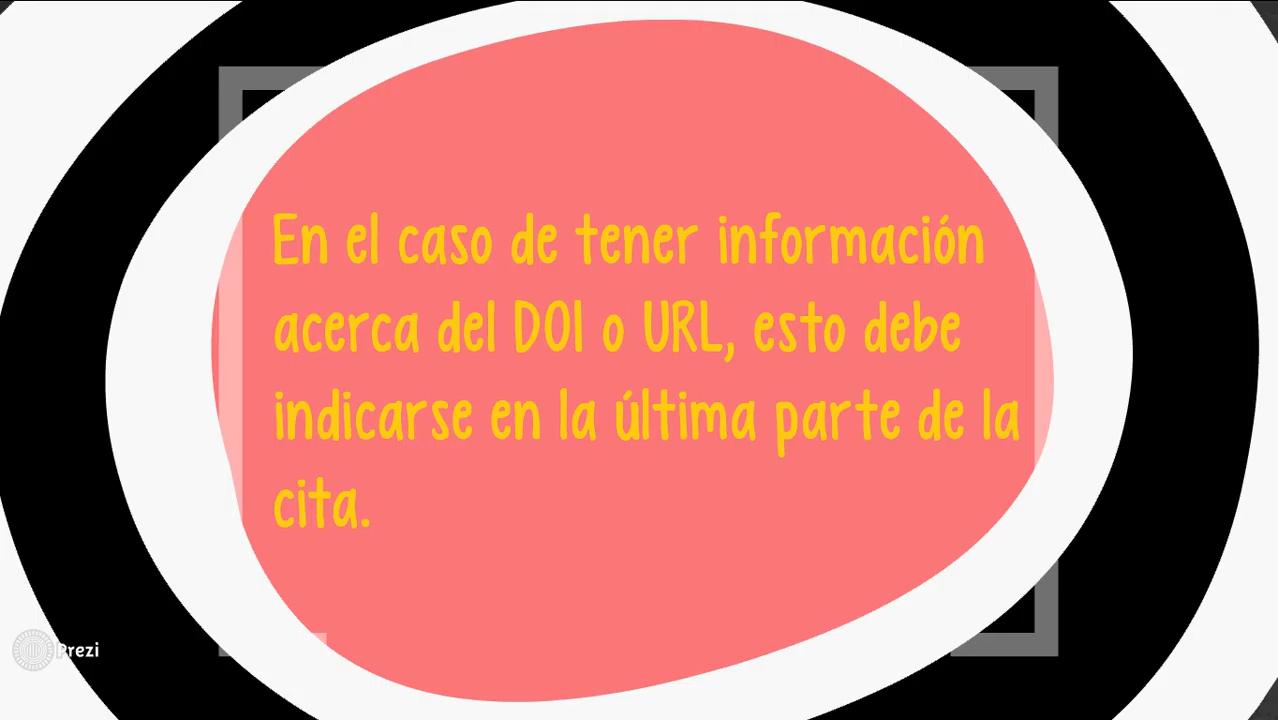 En el caso de tener información
acerca del DOI o URL, esto debe
indicarse en la última parte de la
cita.
Prezi